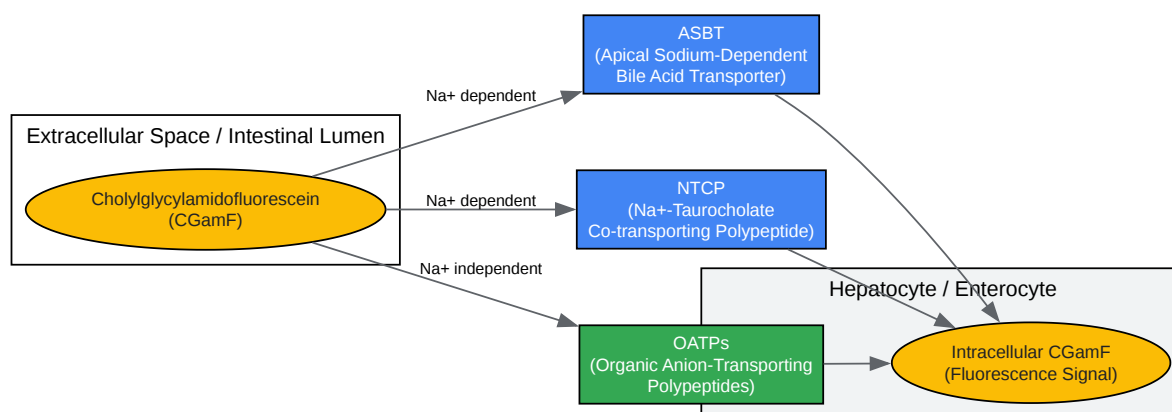 ASBT
(Apical Sodium-Dependent
Bile Acid Transporter)
Na+ dependent
Extracellular Space / Intestinal Lumen
Cholylglycylamidofluorescein
(CGamF)
Na+ dependent
NTCP
(Na+-Taurocholate
Co-transporting Polypeptide)
Na+ independent
Hepatocyte / Enterocyte
OATPs
(Organic Anion-Transporting
Polypeptides)
Intracellular CGamF
(Fluorescence Signal)